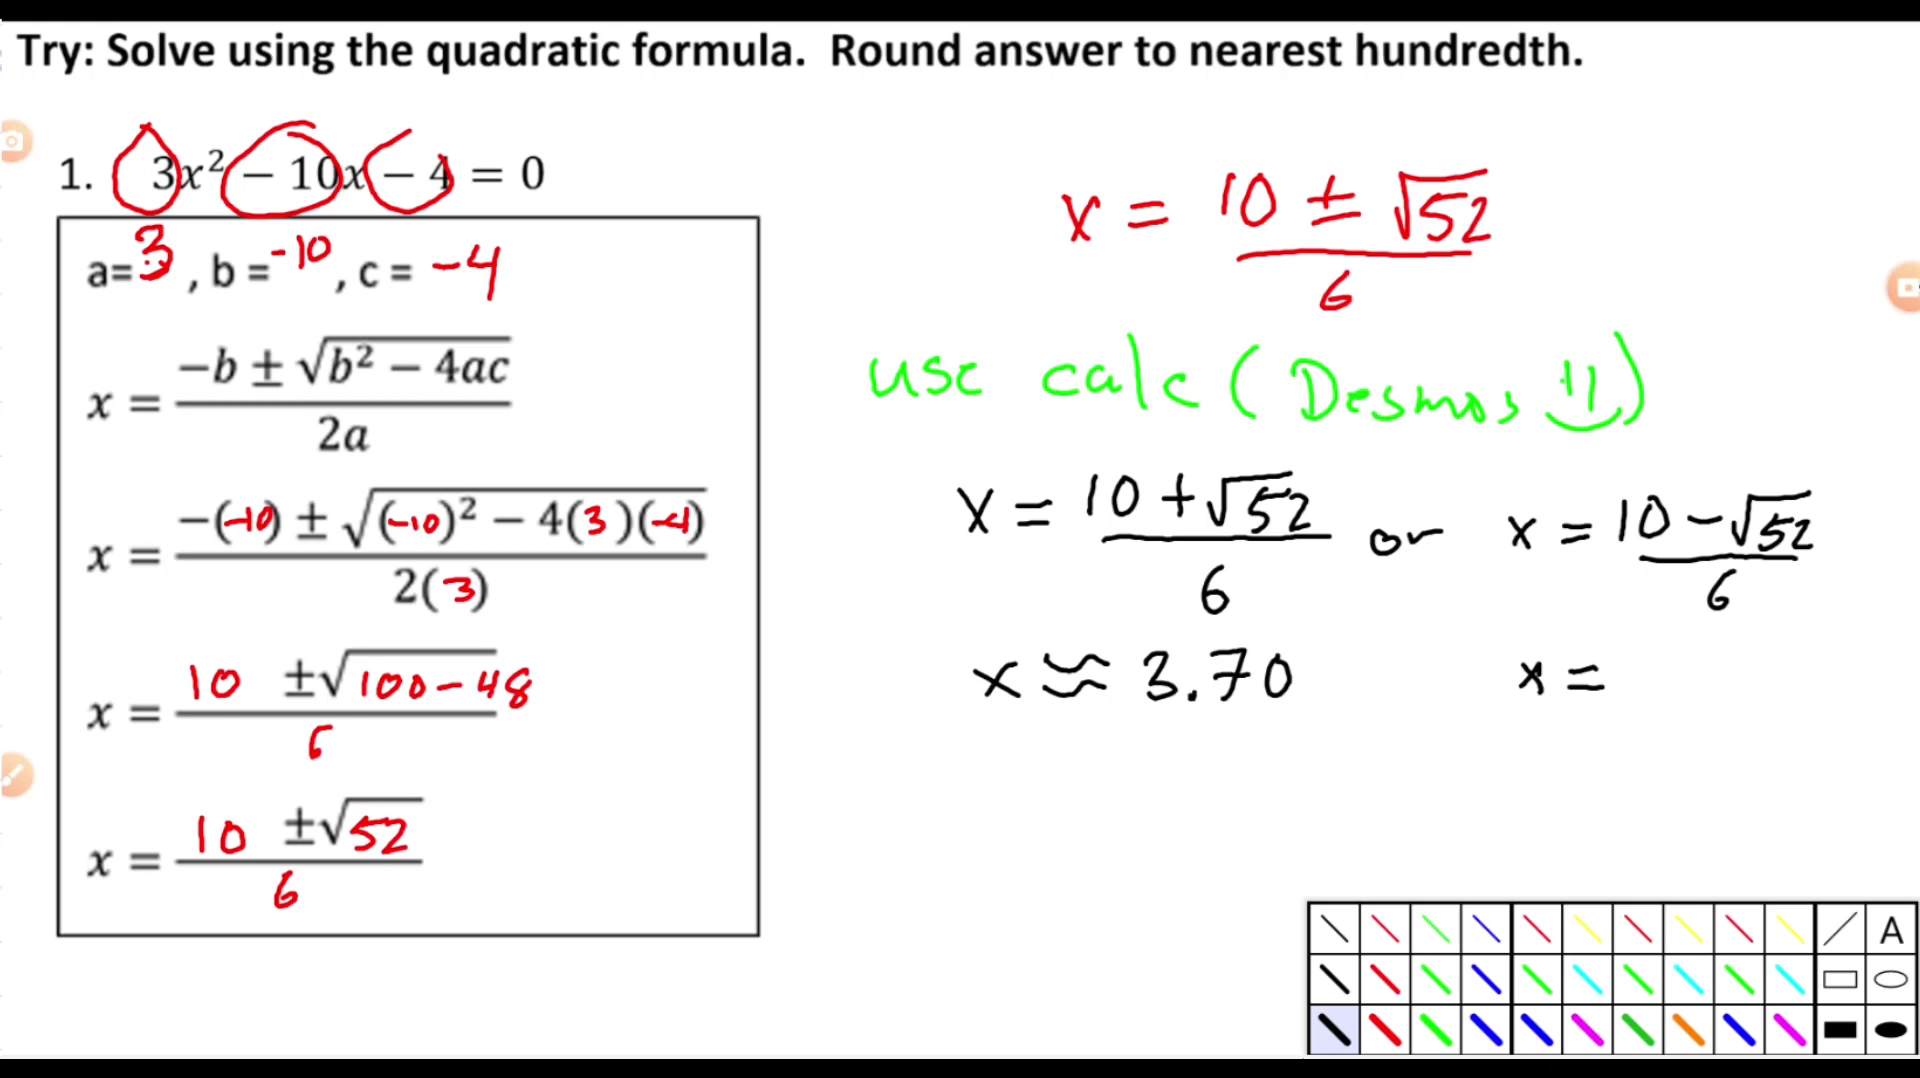 Try: Solve using the quadratic formula. Round answer to nearest hundredth.
1. 3x² − 10x − 4 = 0
a= 3 , b = -10 , c = -4
x = (−b ± √(b² − 4ac)) / 2a
x = (−(-10) ± √((-10)² − 4(3)(-4))) / 2(3)
x = (10 ±√(100-48)) / 6
x = (10 ±√52) / 6
x = (10 ± √52) / 6
use calc (Desmos !!)
x = (10 + √52) / 6 or x = (10 - √52) / 6
x ≈ 3.70 x =
A